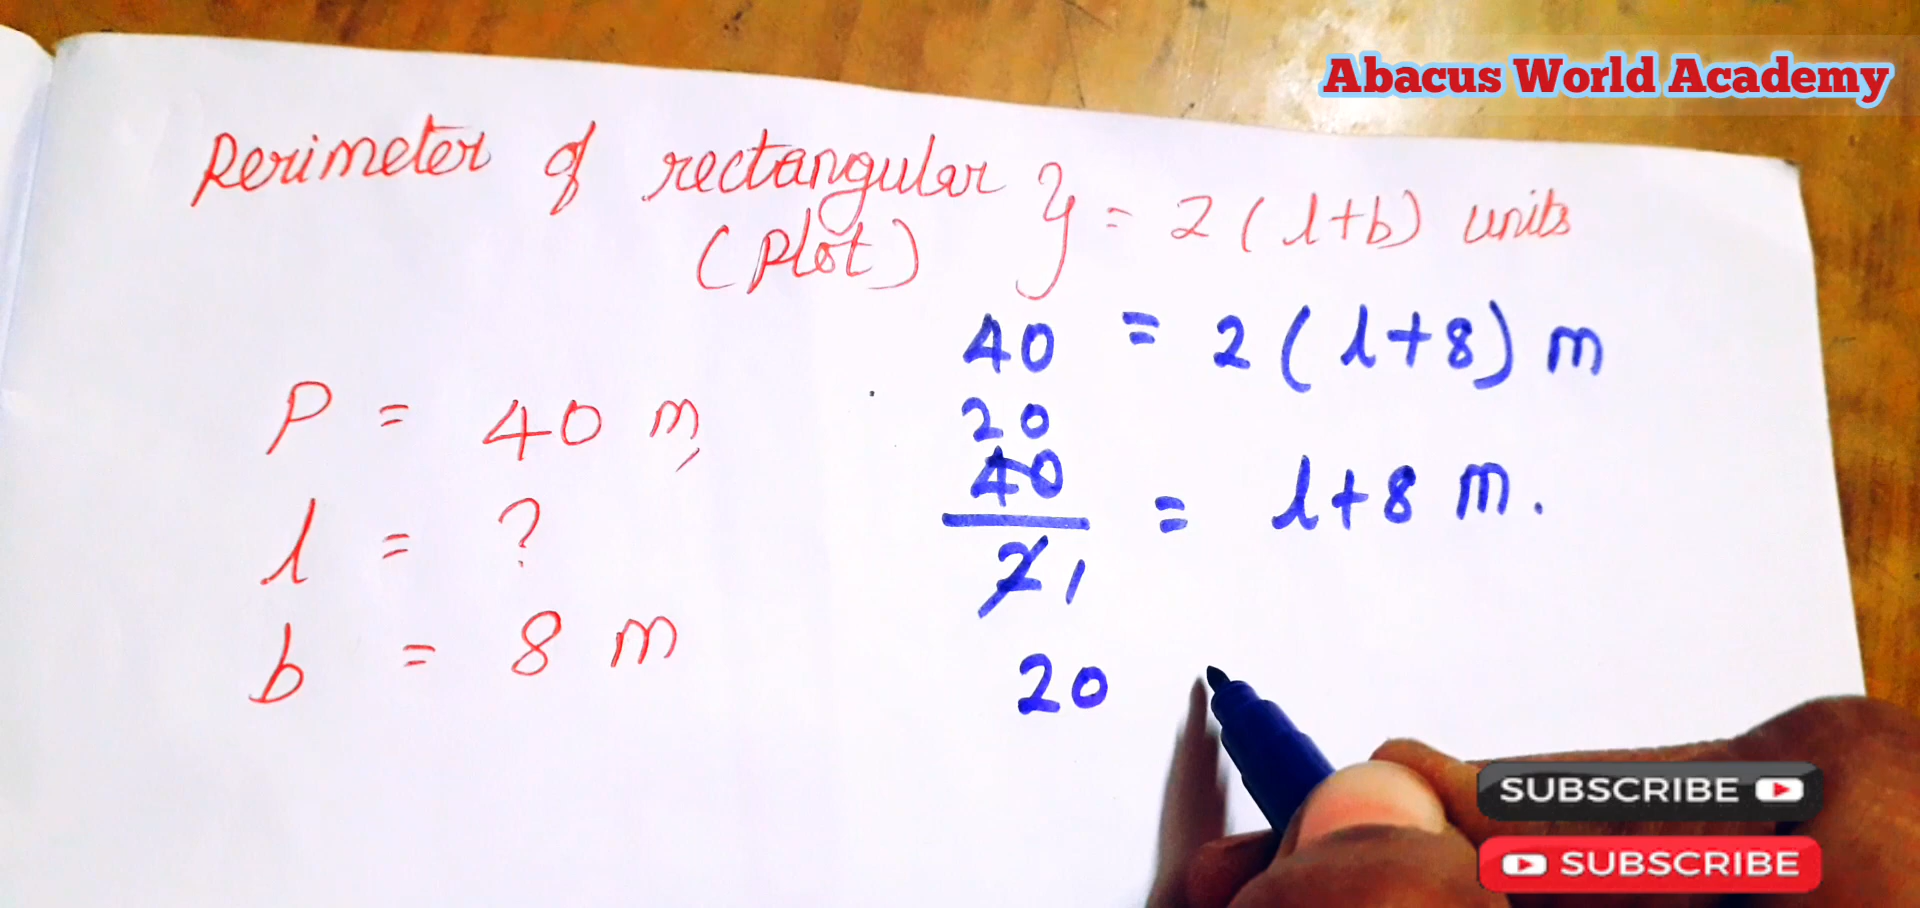 Abacus World Academy
Perimeter of rectangular
(plot) } = 2 (l+b) units
40 = 2 (l+8) m
P = 40 m,
20
40
— = l+8 m.
2 1
l = ?
b = 8 m
20
SUBSCRIBE
SUBSCRIBE